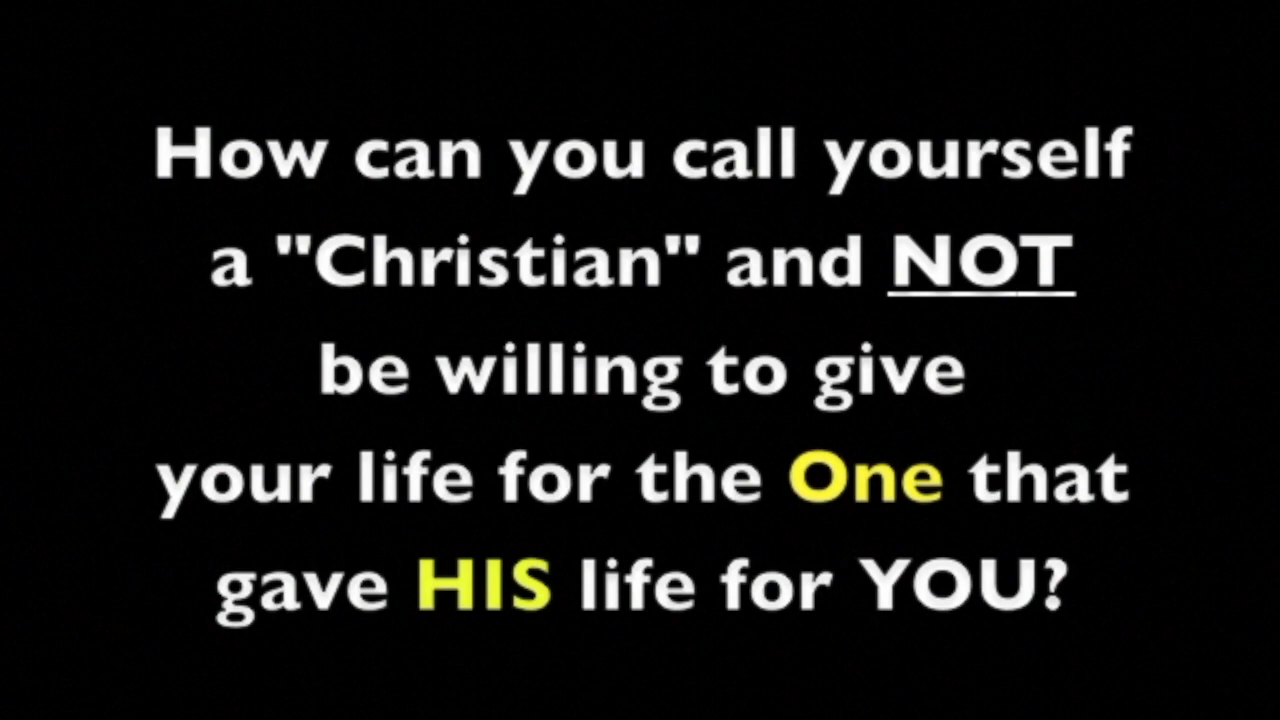 How can you call yourself
a "Christian" and NOT
be willing to give
your life for the One that
gave HIS life for YOU?